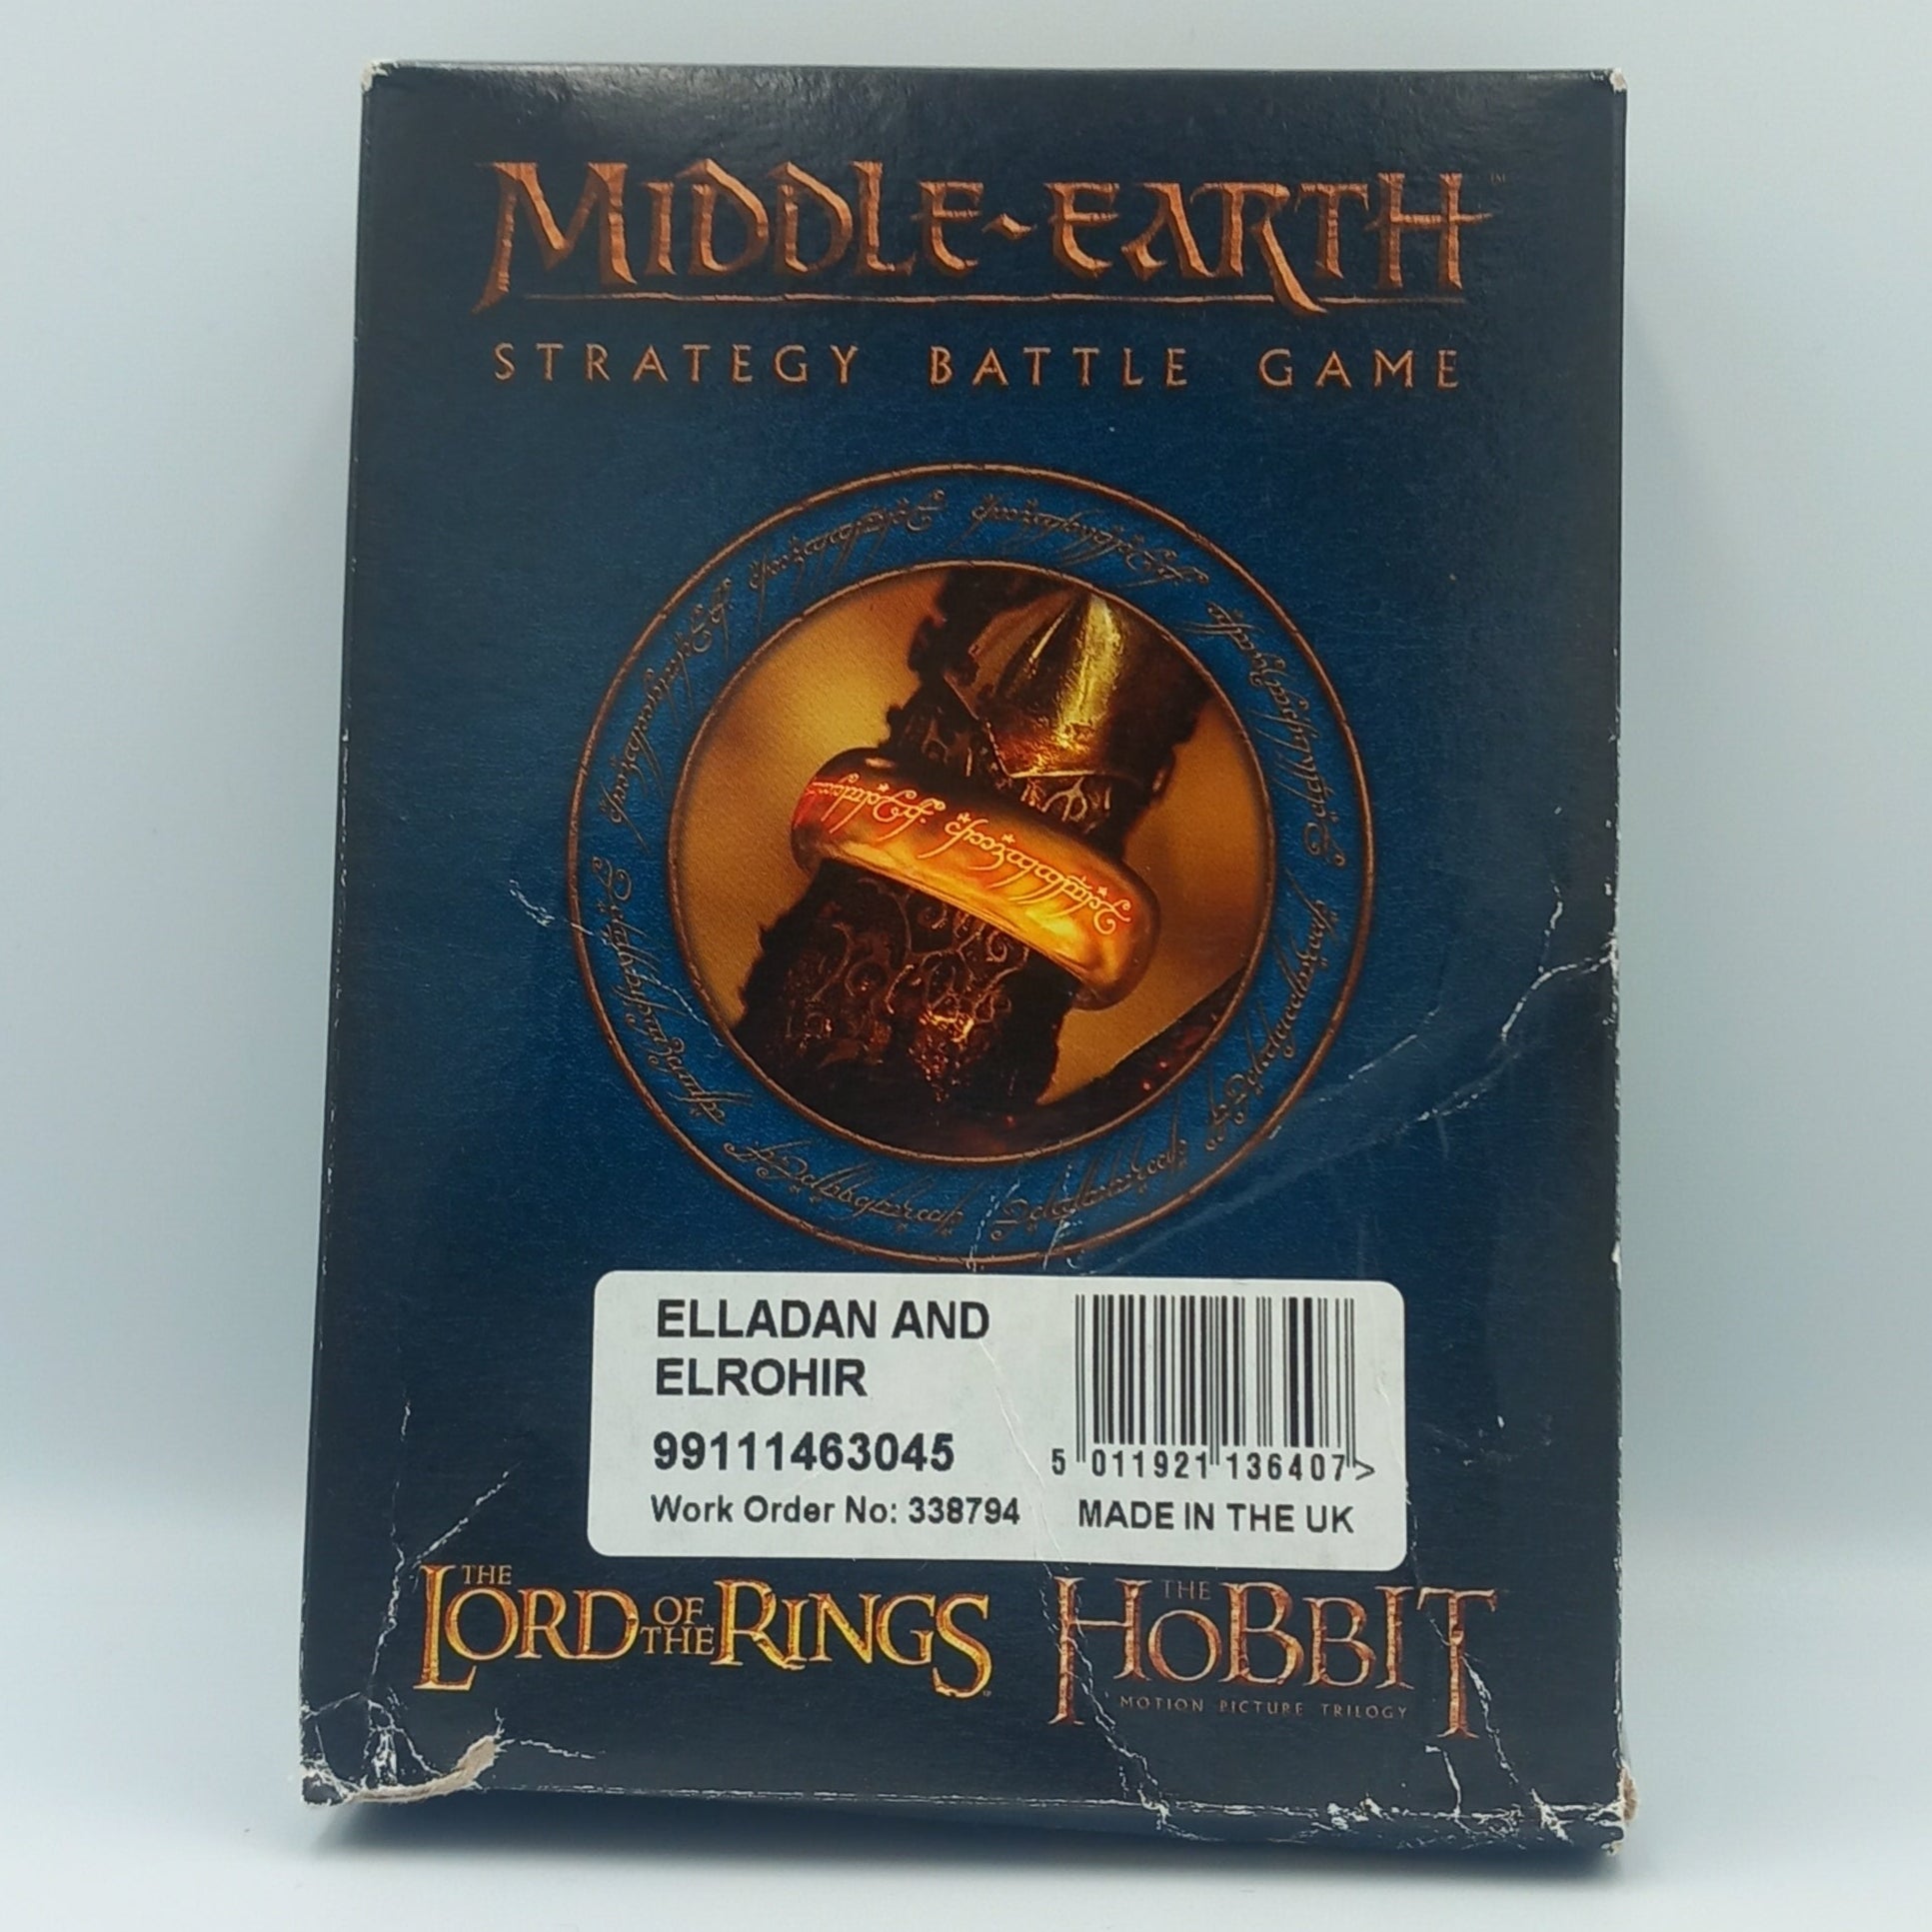 MIDDLE-EARTH™
STRATEGY BATTLE GAME
ELLADAN AND
ELROHIR
99111463045
Work Order No: 338794
5 011921 136407 >
MADE IN THE UK
THE LORD OF THE RINGS
THE HOBBIT
MOTION PICTURE TRILOGY